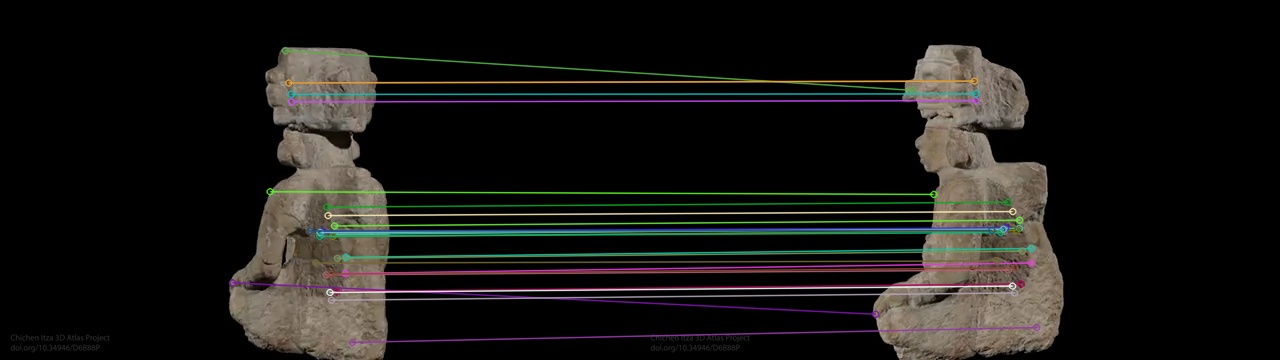 Chichen Itza 3D Atlas Project
doi.org/10.34946/D6B88P
Chichen Itza 3D Atlas Project
doi.org/10.34946/D6B88P